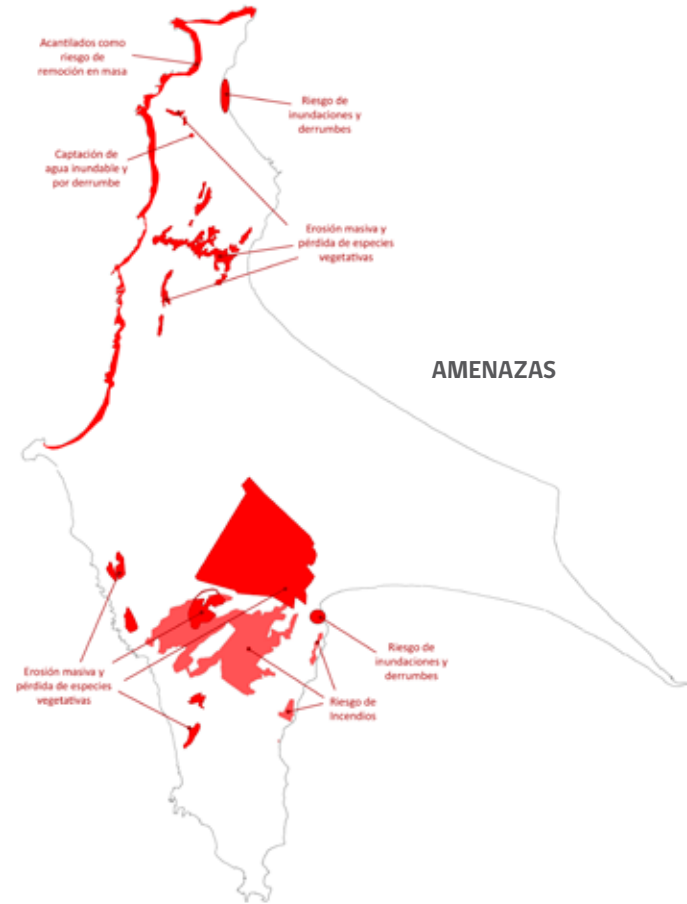 Acantilados como
riesgo de
remoción en masa
Riesgo de
inundaciones y
derrumbes
Captación de
agua inundable y
por derrumbe
Erosión masiva y
pérdida de especies
vegetativas
AMENAZAS
Riesgo de
inundaciones y
derrumbes
Erosión masiva y
pérdida de especies
vegetativas
Riesgo de
Incendios